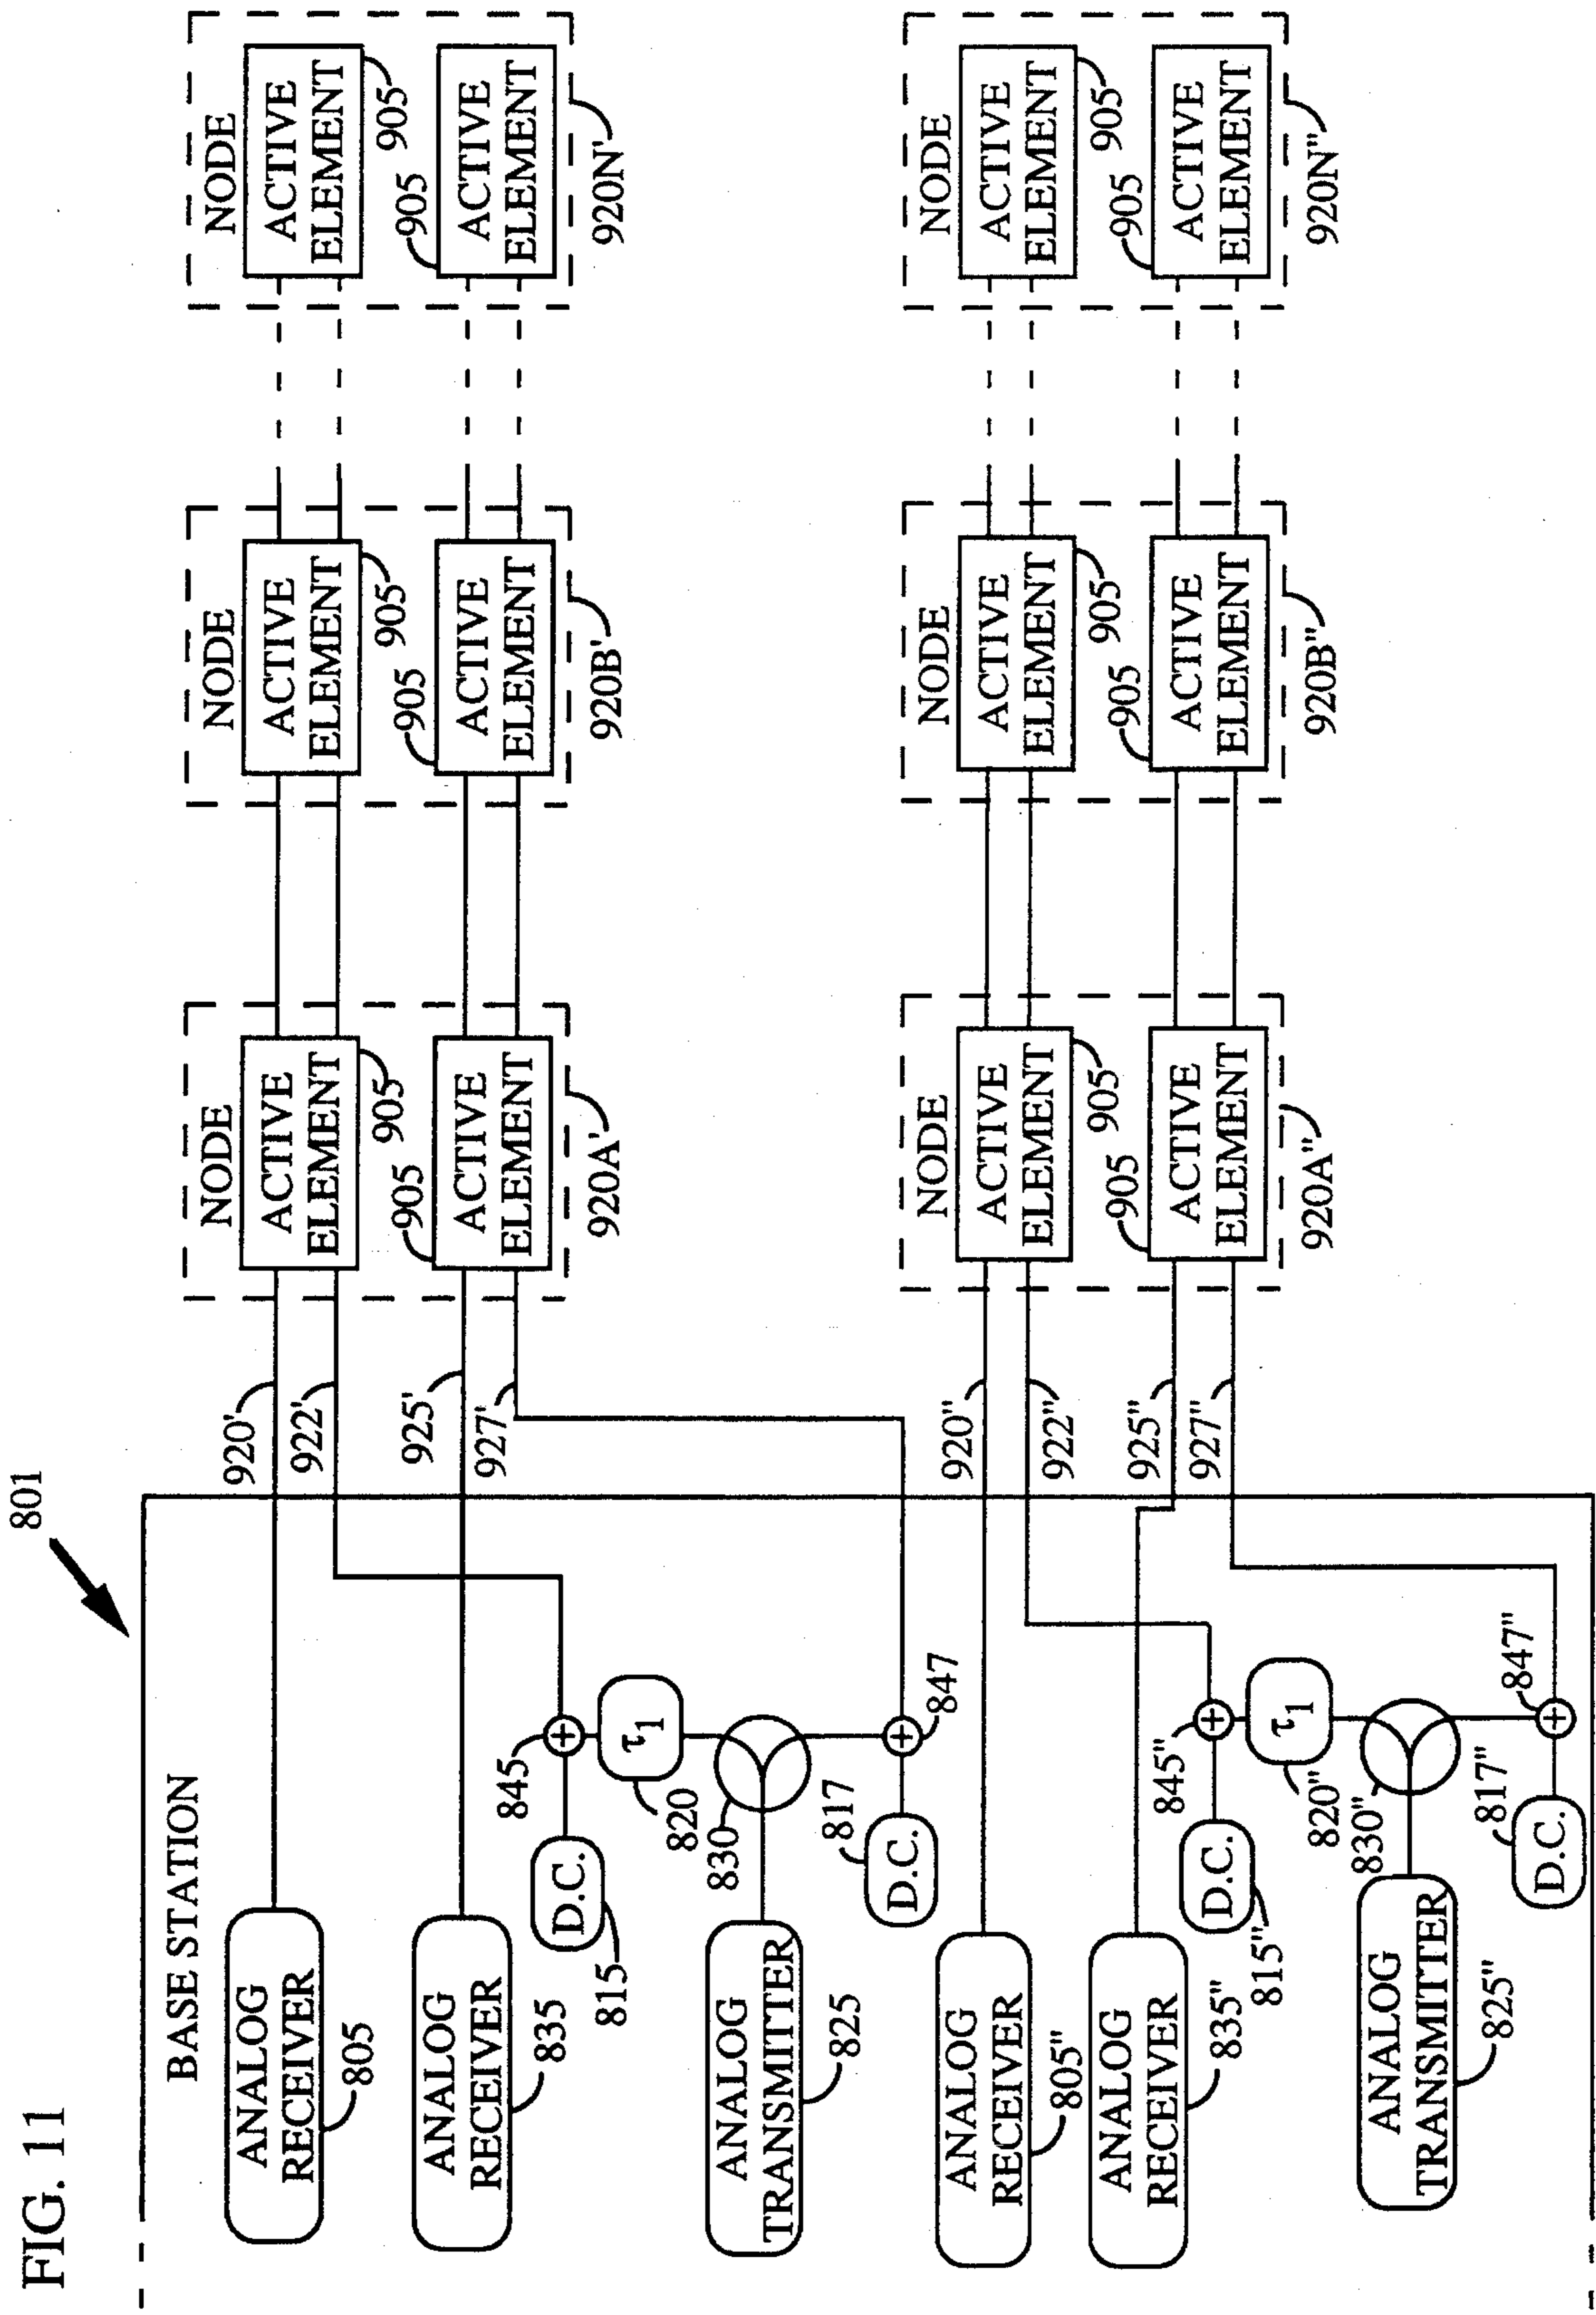 FIG. 11
801
BASE STATION
ANALOG
RECEIVER
805
ANALOG
RECEIVER
835
D.C.
815
845
τ1
820
ANALOG
TRANSMITTER
825
830
D.C.
817
847
920'
922'
925'
927'
NODE
ACTIVE
ELEMENT
905
905
ACTIVE
ELEMENT
920A'
NODE
ACTIVE
ELEMENT
905
905
ACTIVE
ELEMENT
920B'
NODE
ACTIVE
ELEMENT
905
905
ACTIVE
ELEMENT
920N'
ANALOG
RECEIVER
805"
ANALOG
RECEIVER
835"
D.C.
815"
845"
τ1
820"
ANALOG
TRANSMITTER
825"
830"
D.C.
817"
847"
920"
922"
925"
927"
NODE
ACTIVE
ELEMENT
905
905
ACTIVE
ELEMENT
920A"
NODE
ACTIVE
ELEMENT
905
905
ACTIVE
ELEMENT
920B"
NODE
ACTIVE
ELEMENT
905
905
ACTIVE
ELEMENT
920N"